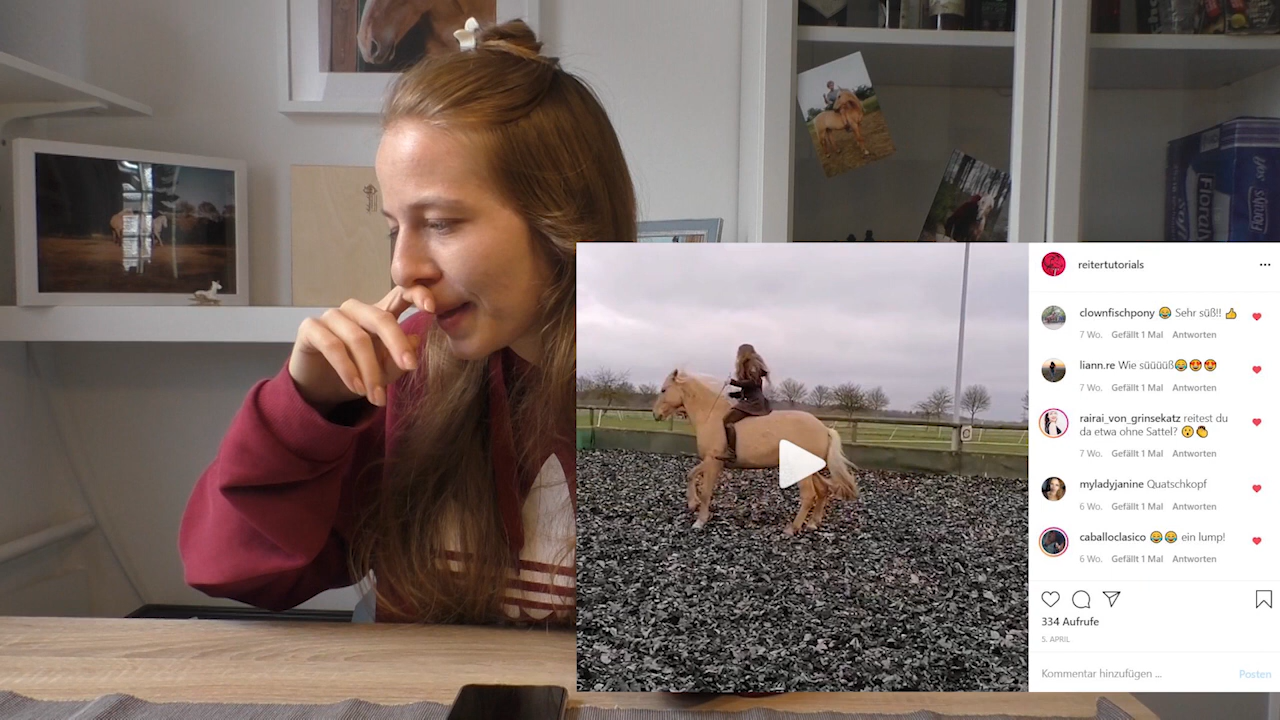 reitertutorials
clownfischpony 😂 Sehr süß!! 👍
7 Wo. Gefällt 1 Mal Antworten
liann.re Wie süüüüß😂😍😍
7 Wo. Gefällt 1 Mal Antworten
rairai_von_grinsekatz reitest du
da etwa ohne Sattel? 😮👏
7 Wo. Gefällt 1 Mal Antworten
myladyjanine Quatschkopf
6 Wo. Gefällt 1 Mal Antworten
caballoclasico 😂😂 ein lump!
6 Wo. Gefällt 1 Mal Antworten
334 Aufrufe
5. APRIL
Kommentar hinzufügen ...
Posten